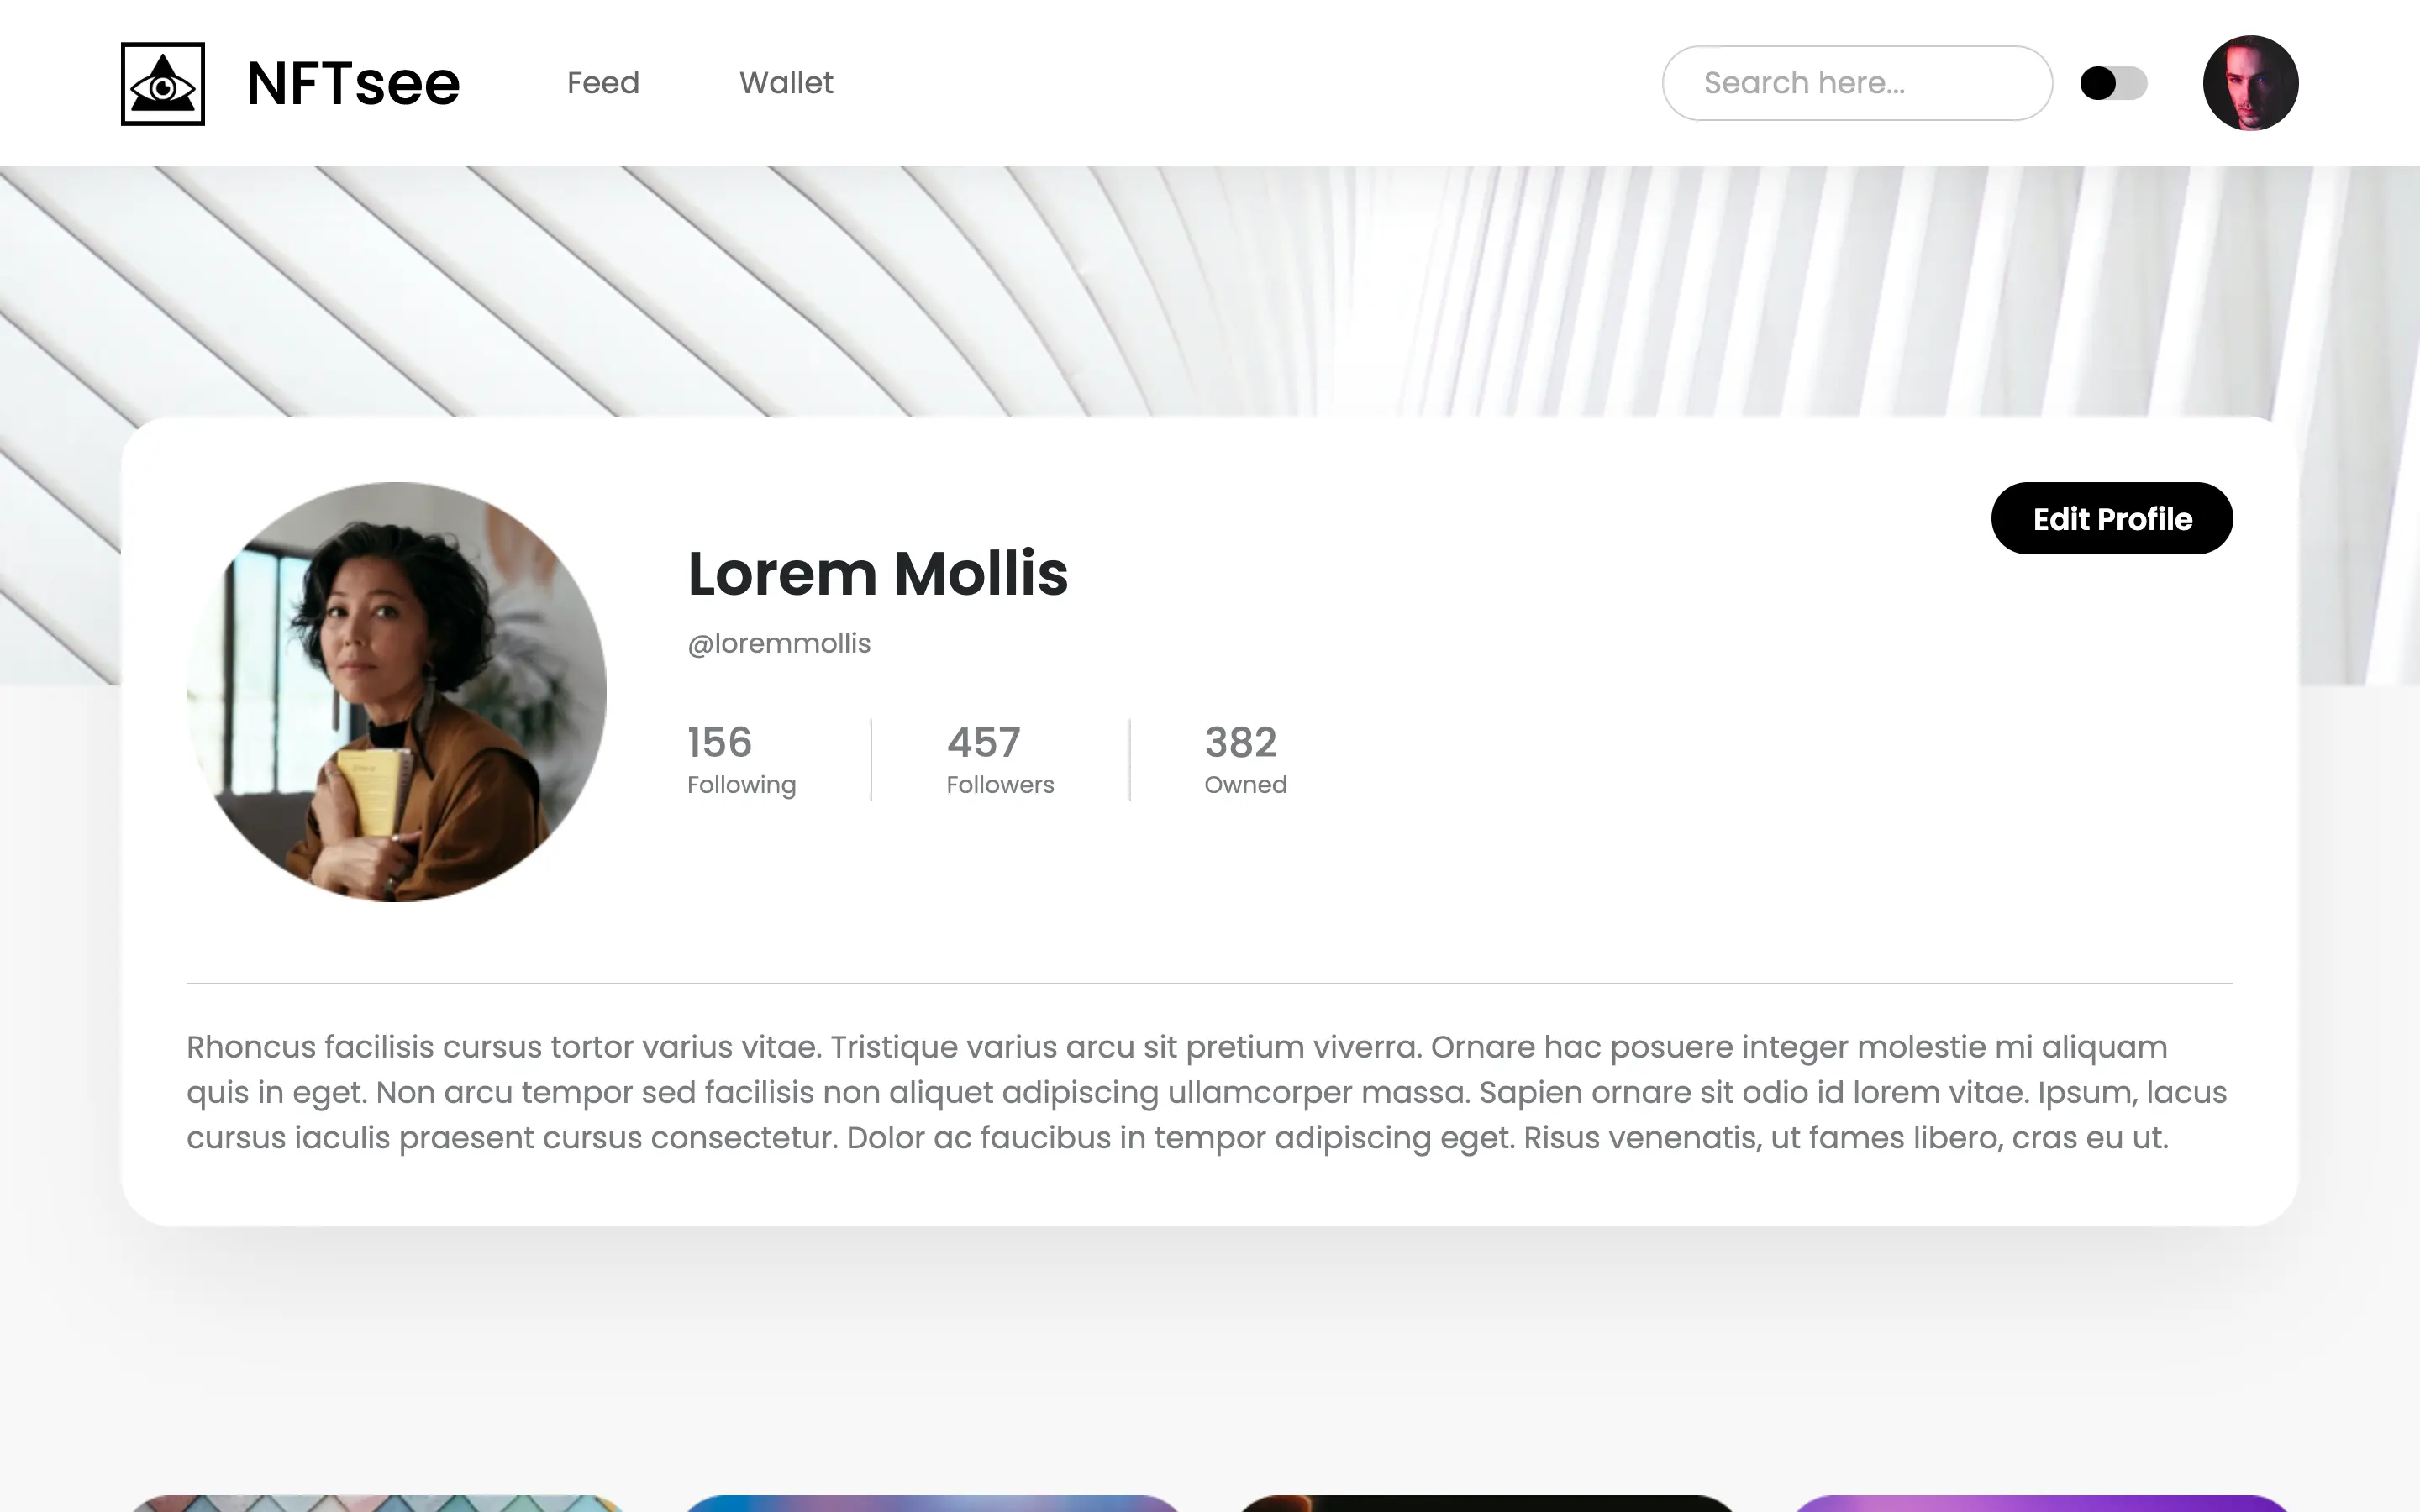 NFTsee
Feed
Wallet
Search here...
Edit Profile
Lorem Mollis
@loremmollis
156
Following
457
Followers
382
Owned
Rhoncus facilisis cursus tortor varius vitae. Tristique varius arcu sit pretium viverra. Ornare hac posuere integer molestie mi aliquam
quis in eget. Non arcu tempor sed facilisis non aliquet adipiscing ullamcorper massa. Sapien ornare sit odio id lorem vitae. Ipsum, lacus
cursus iaculis praesent cursus consectetur. Dolor ac faucibus in tempor adipiscing eget. Risus venenatis, ut fames libero, cras eu ut.